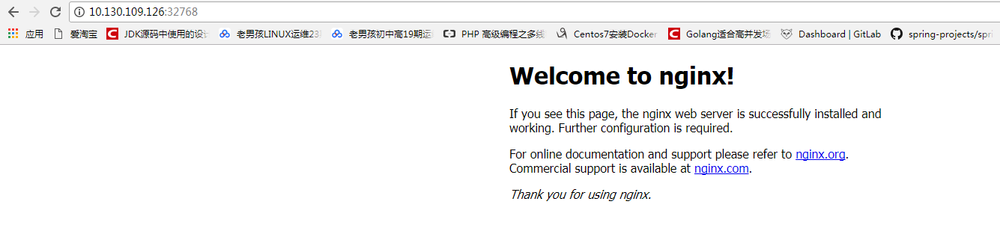 10.130.109.126:32768
应用 爱淘宝 JDK源码中使用的设计 老男孩LINUX运维23 老男孩初中高19期运 PHP 高级编程之多线 Centos7安装Docker Golang适合高并发场 Dashboard | GitLab spring-projects/spri
Welcome to nginx!
If you see this page, the nginx web server is successfully installed and
working. Further configuration is required.
For online documentation and support please refer to nginx.org.
Commercial support is available at nginx.com.
Thank you for using nginx.